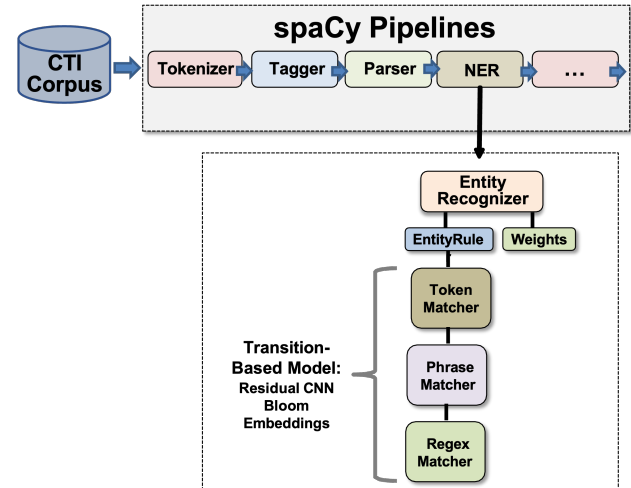 spaCy Pipelines
CTI
Corpus
Tokenizer
Tagger
Parser
NER
...
Entity
Recognizer
EntityRule
Weights
Token
Matcher
Transition-
Based Model:
Residual CNN
Bloom
Embeddings
Phrase
Matcher
Regex
Matcher